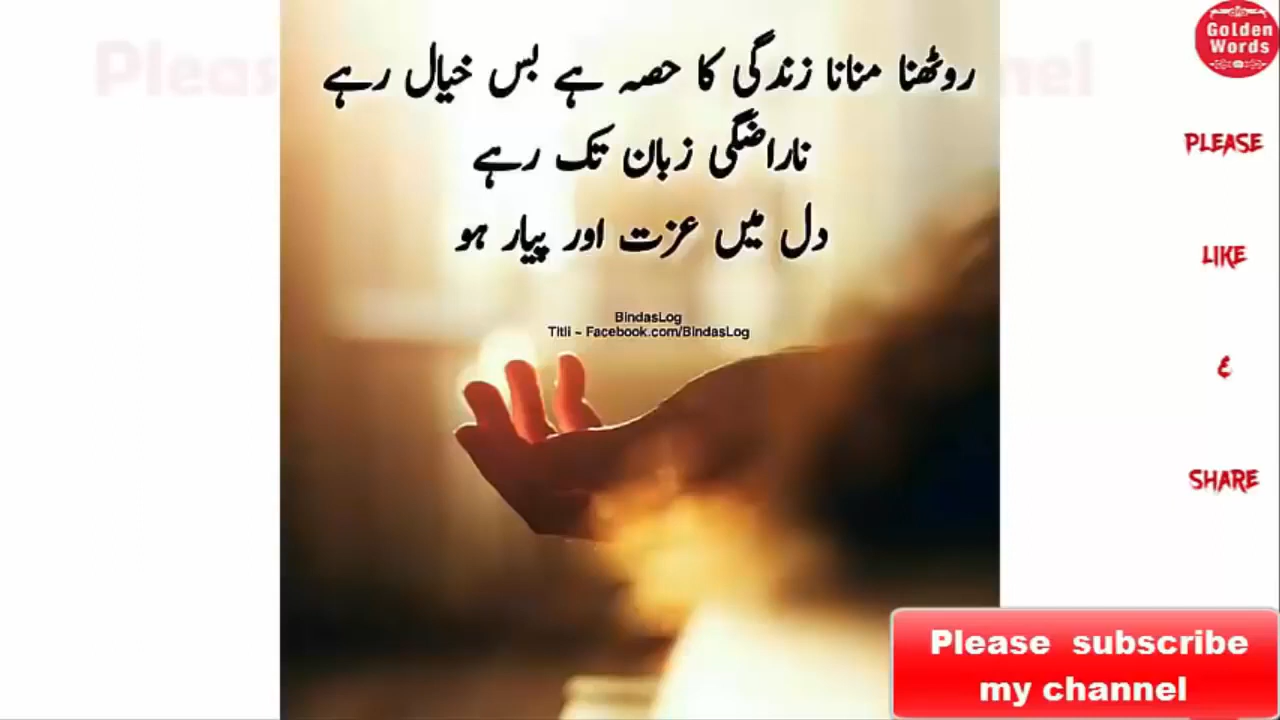 روٹھنا منانا زندگی کا حصہ ہے بس خیال رہے
ناراضگی زبان تک رہے
دل میں عزت اور پیار ہو
BindasLog
Titli ~ Facebook.com/BindasLog
Golden
Words
PLEASE
LIKE
&
SHARE
Please subscribe
my channel